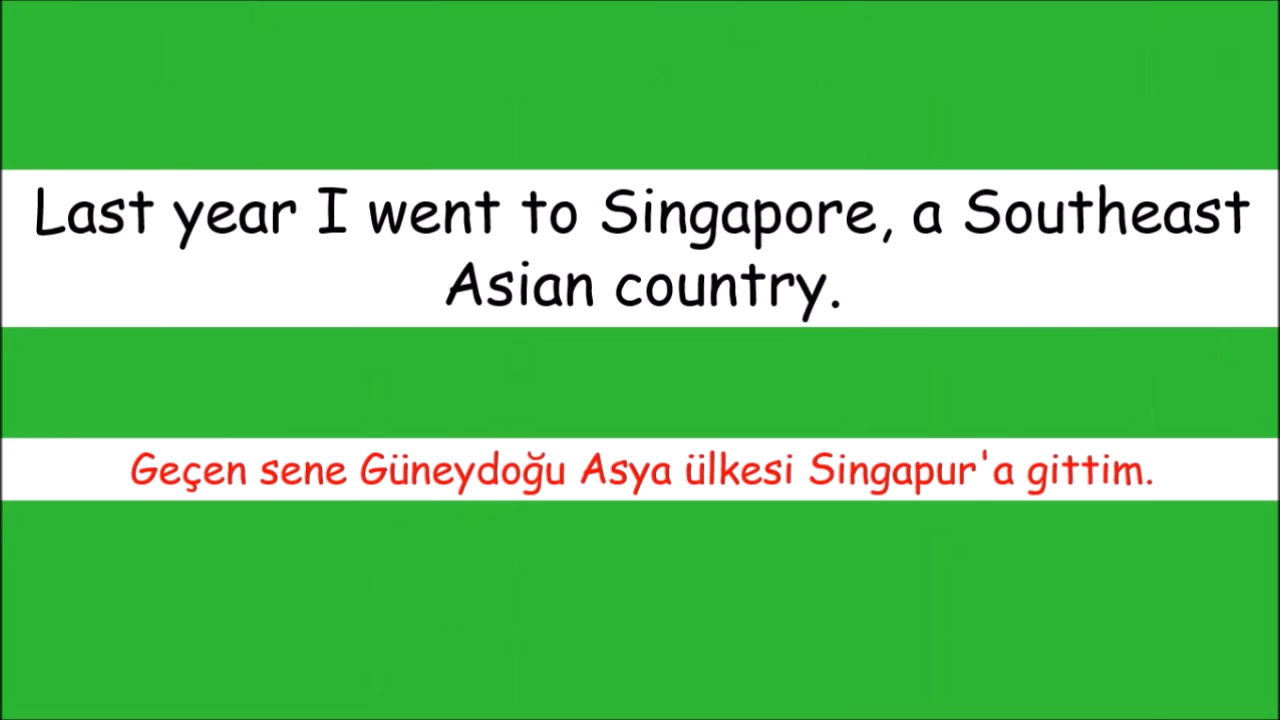 Last year I went to Singapore, a Southeast
Asian country.
Geçen sene Güneydoğu Asya ülkesi Singapur'a gittim.